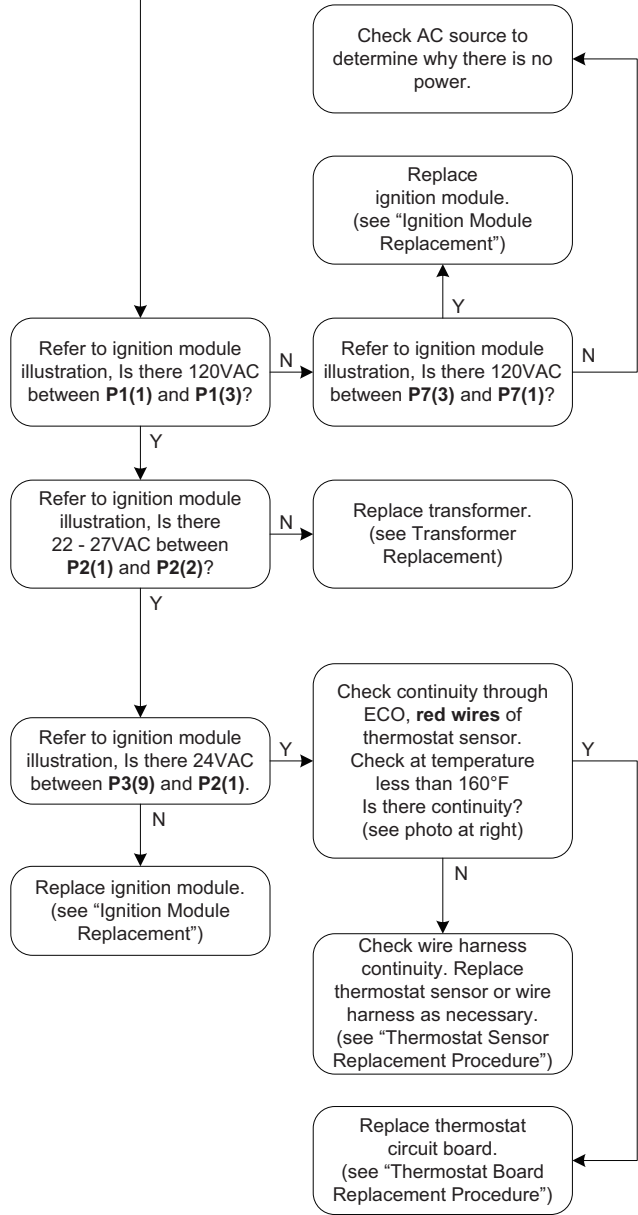 Check AC source to
determine why there is no
power.
Replace
ignition module.
(see “Ignition Module
Replacement”)
Y
Refer to ignition module
illustration, Is there 120VAC
between P1(1) and P1(3)?
N
Refer to ignition module
illustration, Is there 120VAC
between P7(3) and P7(1)?
N
Y
Refer to ignition module
illustration, Is there
22 - 27VAC between
P2(1) and P2(2)?
N
Replace transformer.
(see Transformer
Replacement)
Y
Refer to ignition module
illustration, Is there 24VAC
between P3(9) and P2(1).
Y
Check continuity through
ECO, red wires of
thermostat sensor.
Check at temperature
less than 160°F
Is there continuity?
(see photo at right)
Y
N
Replace ignition module.
(see “Ignition Module
Replacement”)
N
Check wire harness
continuity. Replace
thermostat sensor or wire
harness as necessary.
(see “Thermostat Sensor
Replacement Procedure”)
Replace thermostat
circuit board.
(see “Thermostat Board
Replacement Procedure”)